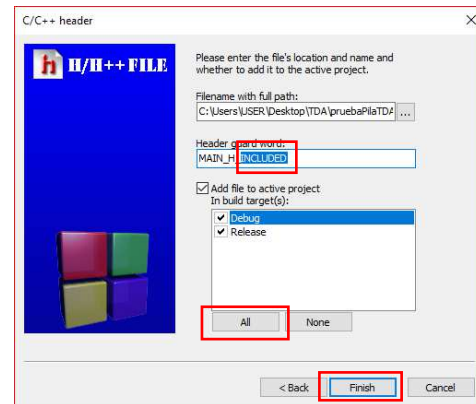 C/C++ header
h H/H++ FILE
Please enter the file's location and name and
whether to add it to the active project.
Filename with full path:
C:\Users\USER\Desktop\TDA\pruebaPilaTDA ...
Header guard word:
MAIN_H_INCLUDED
Add file to active project
In build target(s):
Debug
Release
All None
< Back Finish Cancel